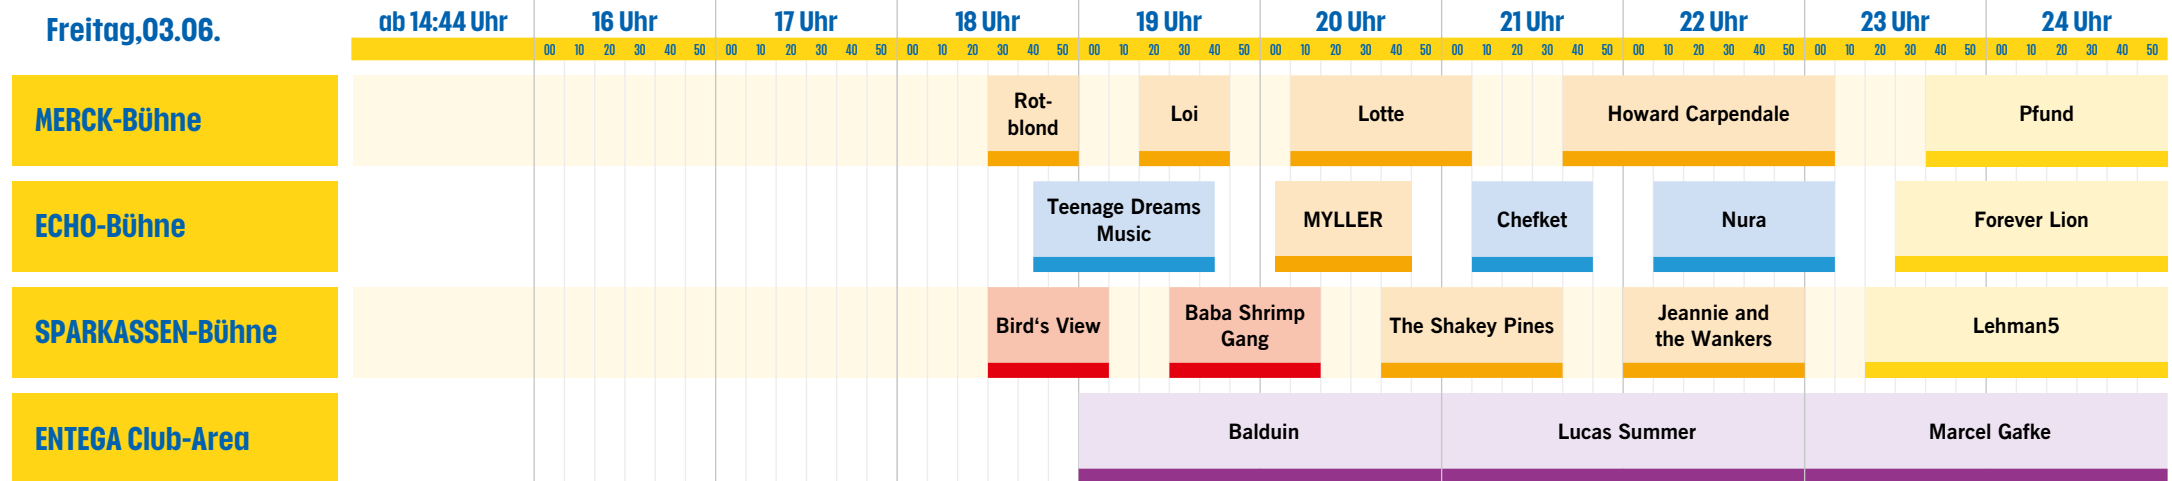 Freitag,03.06.
ab 14:44 Uhr 16 Uhr 17 Uhr 18 Uhr 19 Uhr 20 Uhr 21 Uhr 22 Uhr 23 Uhr 24 Uhr
00 10 20 30 40 50 00 10 20 30 40 50 00 10 20 30 40 50 00 10 20 30 40 50 00 10 20 30 40 50 00 10 20 30 40 50 00 10 20 30 40 50 00 10 20 30 40 50 00 10 20 30 40 50
MERCK-Bühne
Rot-
blond
Loi
Lotte
Howard Carpendale
Pfund
ECHO-Bühne
Teenage Dreams
Music
MYLLER
Chefket
Nura
Forever Lion
SPARKASSEN-Bühne
Bird‘s View
Baba Shrimp
Gang
The Shakey Pines
Jeannie and
the Wankers
Lehman5
ENTEGA Club-Area
Balduin
Lucas Summer
Marcel Gafke